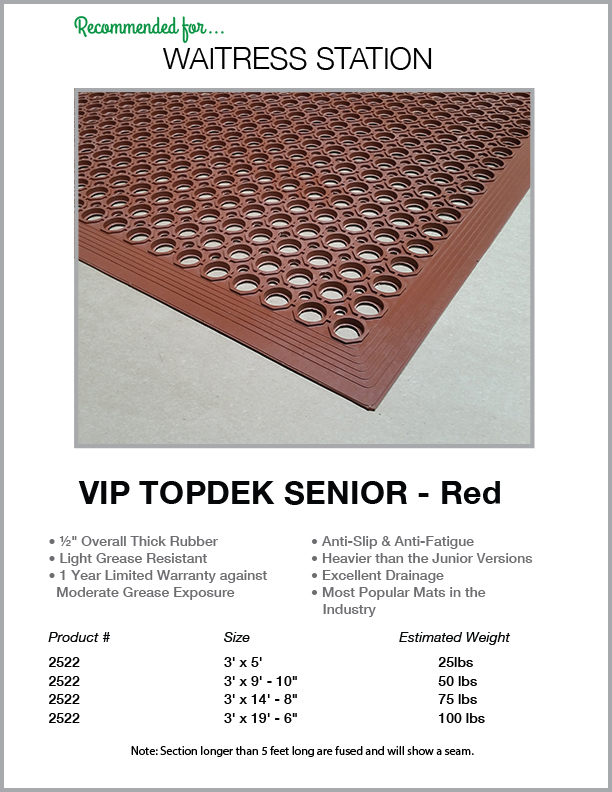 Recommended for...
WAITRESS STATION
VIP TOPDEK SENIOR - Red
• ½" Overall Thick Rubber
• Light Grease Resistant
• 1 Year Limited Warranty against
Moderate Grease Exposure
• Anti-Slip & Anti-Fatigue
• Heavier than the Junior Versions
• Excellent Drainage
• Most Popular Mats in the
Industry
Product # Size Estimated Weight
2522 3' x 5' 25lbs
2522 3' x 9' - 10" 50 lbs
2522 3' x 14' - 8" 75 lbs
2522 3' x 19' - 6" 100 lbs
Note: Section longer than 5 feet long are fused and will show a seam.